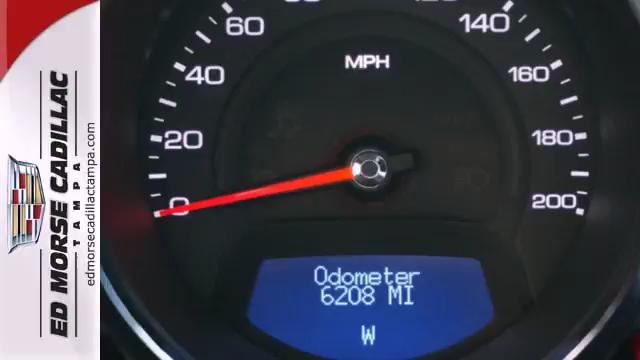 ED MORSE CADILLAC
TAMPA
edmorsecadillactampa.com
60
140
MPH
40
160
20
180
0
200
Odometer
6208 MI
W